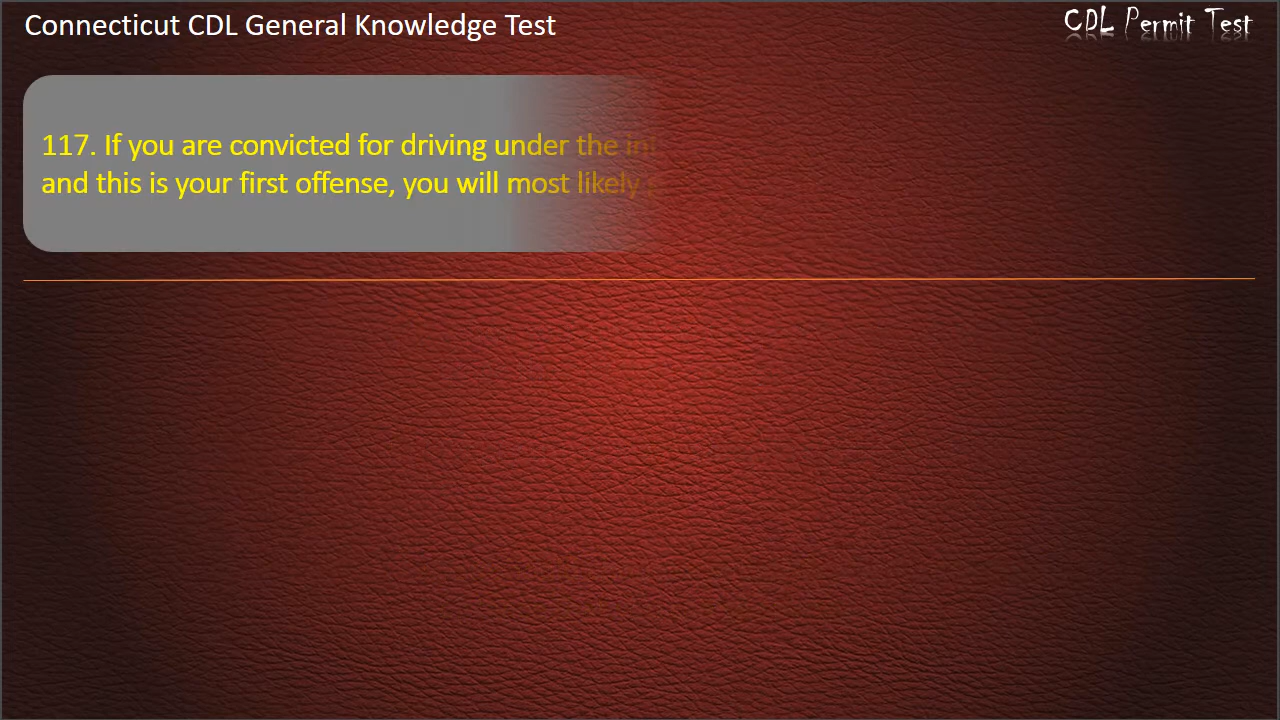 Connecticut CDL General Knowledge Test
CDL Permit Test
117. If you are convicted for driving under the
and this is your first offense, you will most likely